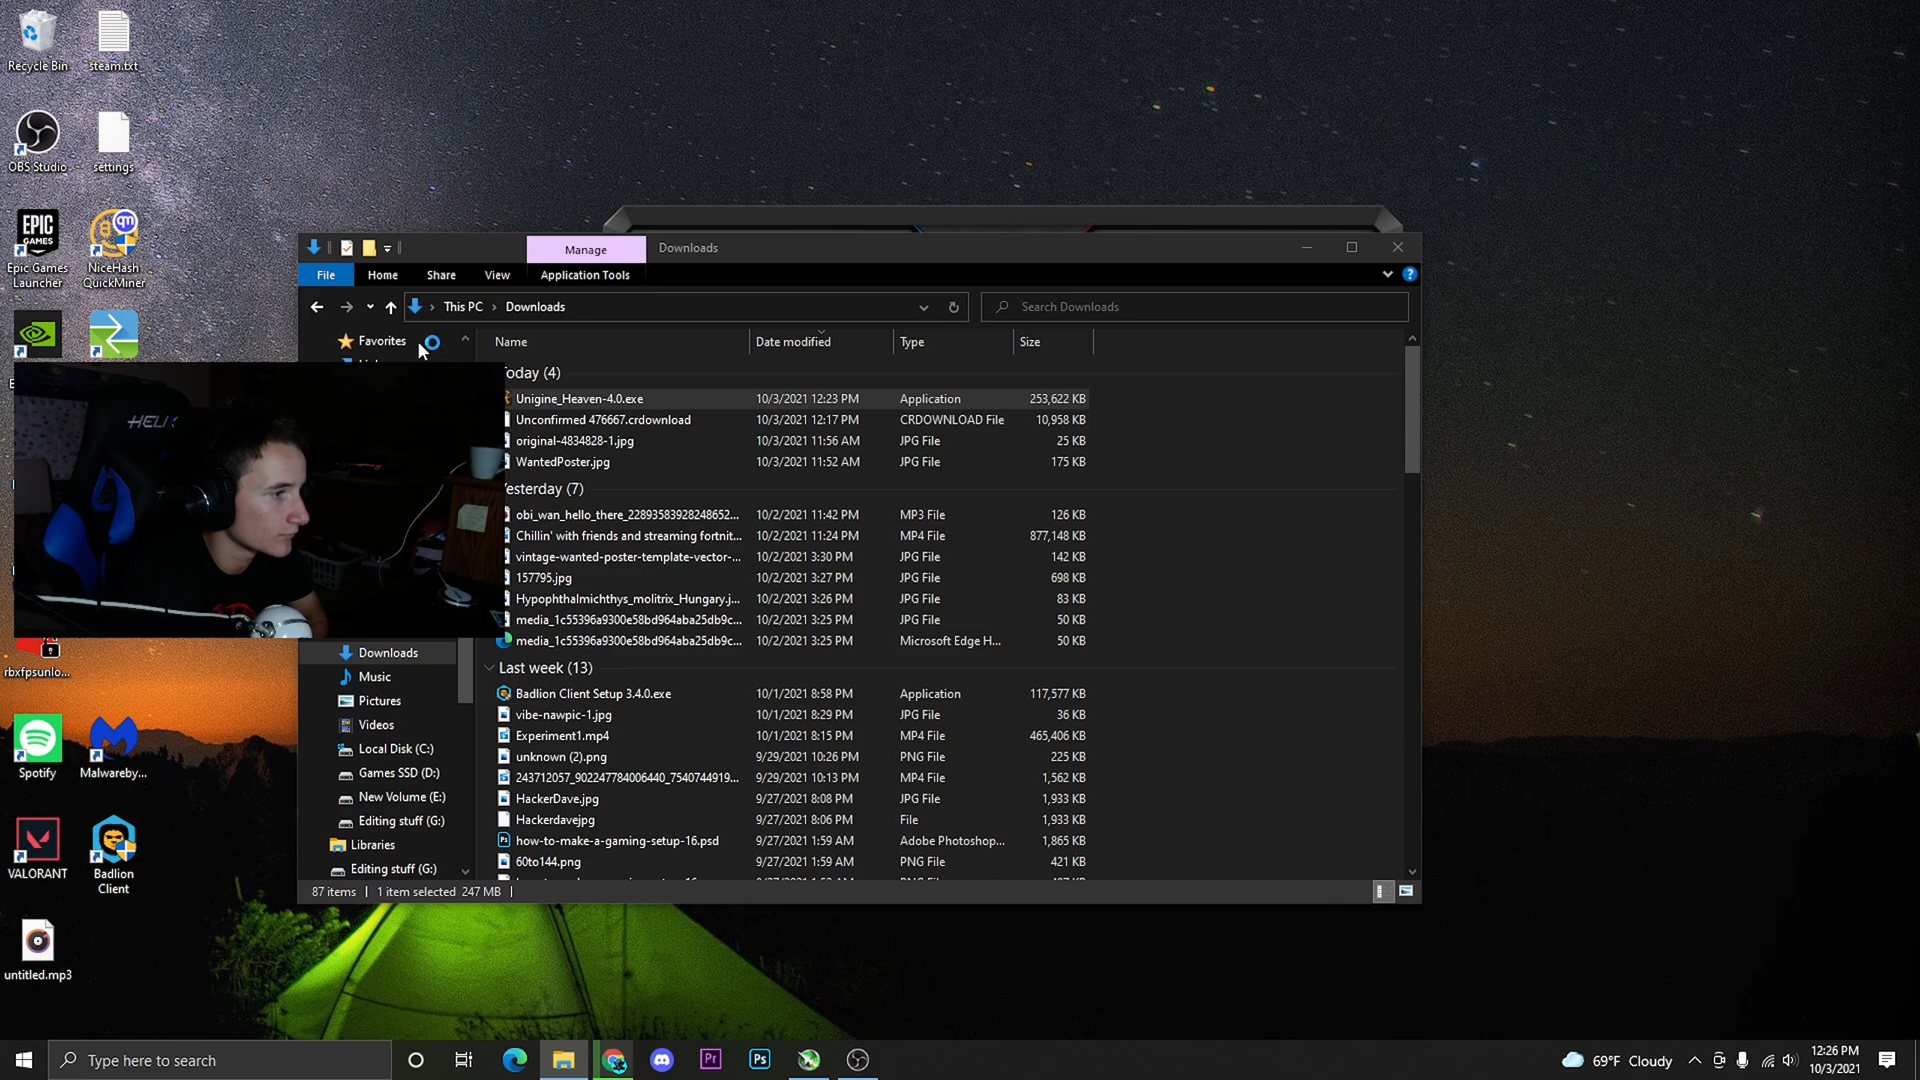 Recycle Bin
steam.txt
OBS Studio
settings
EPIC
GAMES
Epic Games
Launcher
NiceHash
QuickMiner
rbxfpsunlo...
Spotify
Malwareby...
VALORANT
Badlion
Client
untitled.mp3
HELIX
Manage
Downloads
File
Home
Share
View
Application Tools
This PC > Downloads
Search Downloads
Favorites
Name
Date modified
Type
Size
Today (4)
Unigine_Heaven-4.0.exe 10/3/2021 12:23 PM Application 253,622 KB
Unconfirmed 476667.crdownload 10/3/2021 12:17 PM CRDOWNLOAD File 10,958 KB
original-4834828-1.jpg 10/3/2021 11:56 AM JPG File 25 KB
WantedPoster.jpg 10/3/2021 11:52 AM JPG File 175 KB
Yesterday (7)
obi_wan_hello_there_22893583928248652... 10/2/2021 11:42 PM MP3 File 126 KB
Chillin' with friends and streaming fortnit... 10/2/2021 11:24 PM MP4 File 877,148 KB
vintage-wanted-poster-template-vector-... 10/2/2021 3:30 PM JPG File 142 KB
157795.jpg 10/2/2021 3:27 PM JPG File 698 KB
Hypophthalmichthys_molitrix_Hungary.j... 10/2/2021 3:26 PM JPG File 83 KB
media_1c55396a9300e58bd964aba25db9c... 10/2/2021 3:25 PM JPG File 50 KB
media_1c55396a9300e58bd964aba25db9c... 10/2/2021 3:25 PM Microsoft Edge H... 50 KB
Last week (13)
Badlion Client Setup 3.4.0.exe 10/1/2021 8:58 PM Application 117,577 KB
vibe-nawpic-1.jpg 10/1/2021 8:29 PM JPG File 36 KB
Experiment1.mp4 10/1/2021 8:15 PM MP4 File 465,406 KB
unknown (2).png 9/29/2021 10:26 PM PNG File 225 KB
243712057_902247784006440_7540744919... 9/29/2021 10:13 PM MP4 File 1,562 KB
HackerDave.jpg 9/27/2021 8:08 PM JPG File 1,933 KB
Hackerdavejpg 9/27/2021 8:06 PM File 1,933 KB
how-to-make-a-gaming-setup-16.psd 9/27/2021 1:59 AM Adobe Photoshop... 1,865 KB
60to144.png 9/27/2021 1:59 AM PNG File 421 KB
Downloads
Music
Pictures
Videos
Local Disk (C:)
Games SSD (D:)
New Volume (E:)
Editing stuff (G:)
Libraries
Editing stuff (G:)
87 items
1 item selected 247 MB
Type here to search
Pr
Ps
69°F Cloudy
12:26 PM
10/3/2021